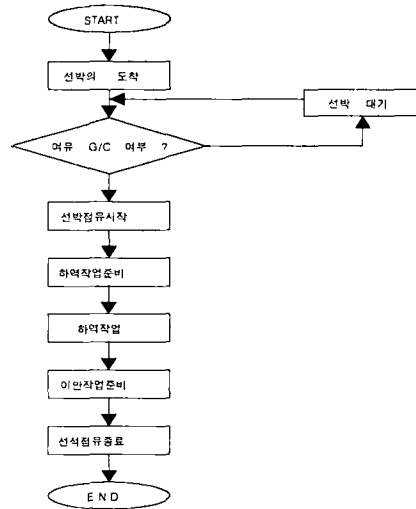 START
선박의 도착
선박 대기
여유 G/C 여부 ?
선박점유시작
하역작업준비
하역작업
이안작업준비
선석점유종료
END